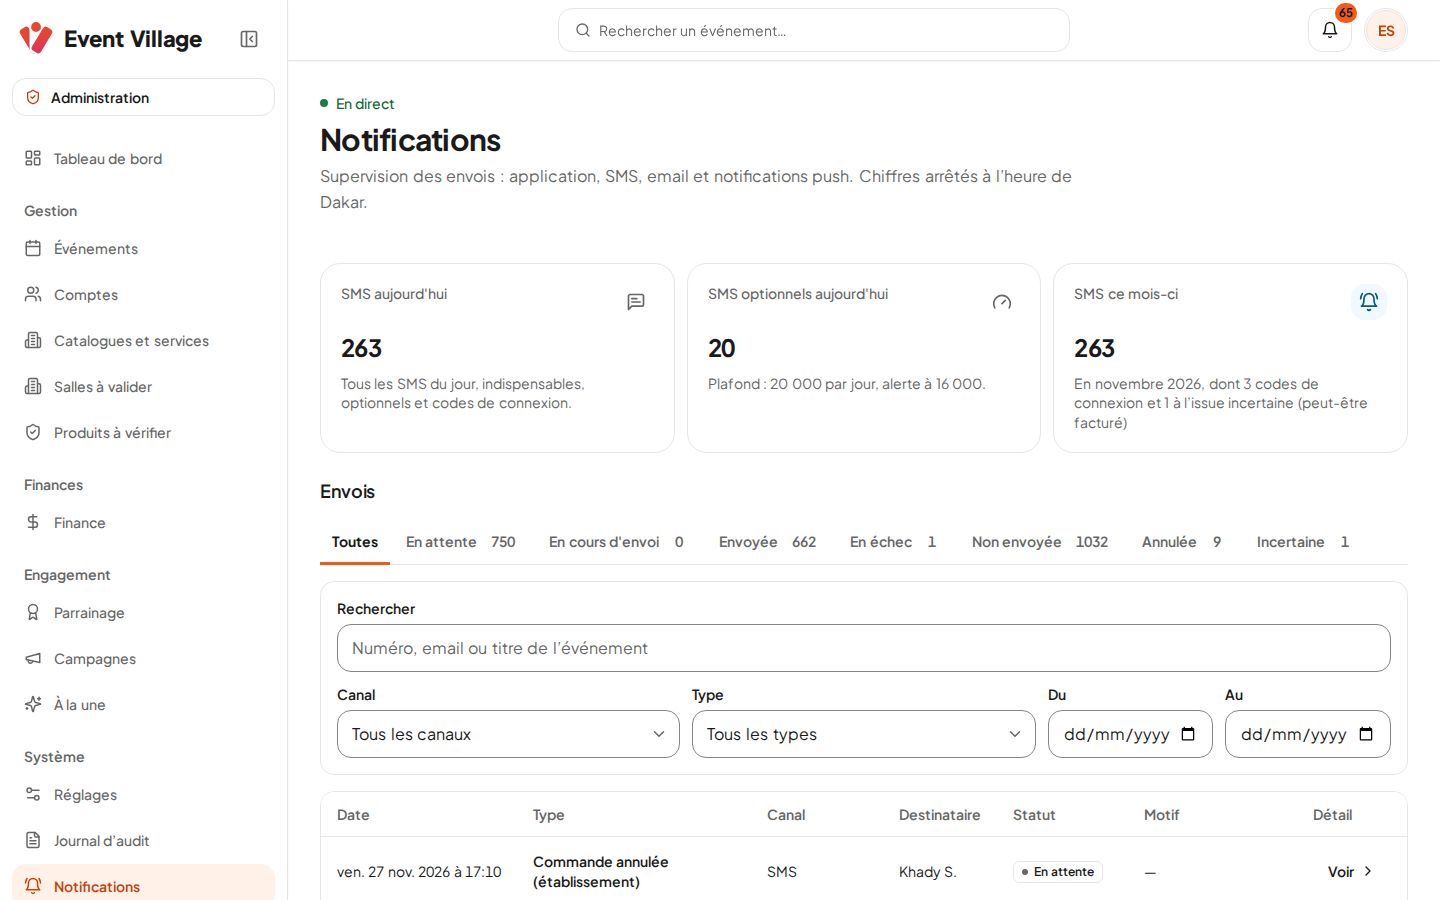 Event Village
Administration
Tableau de bord
Gestion
Événements
Comptes
Catalogues et services
Salles à valider
Produits à vérifier
Finances
Finance
Engagement
Parrainage
Campagnes
À la une
Système
Réglages
Journal d’audit
Notifications
Rechercher un événement…
65
ES
En direct
Notifications
Supervision des envois : application, SMS, email et notifications push. Chiffres arrêtés à l’heure de
Dakar.
SMS aujourd'hui
263
Tous les SMS du jour, indispensables,
optionnels et codes de connexion.
SMS optionnels aujourd'hui
20
Plafond : 20 000 par jour, alerte à 16 000.
SMS ce mois-ci
263
En novembre 2026, dont 3 codes de
connexion et 1 à l’issue incertaine (peut-être
facturé)
Envois
Toutes En attente 750 En cours d'envoi 0 Envoyée 662 En échec 1 Non envoyée 1032 Annulée 9 Incertaine 1
Rechercher
Numéro, email ou titre de l’événement
Canal Type Du Au
Tous les canaux Tous les types dd/mm/yyyy dd/mm/yyyy
Date Type Canal Destinataire Statut Motif Détail
ven. 27 nov. 2026 à 17:10 Commande annulée (établissement) SMS Khady S. En attente — Voir